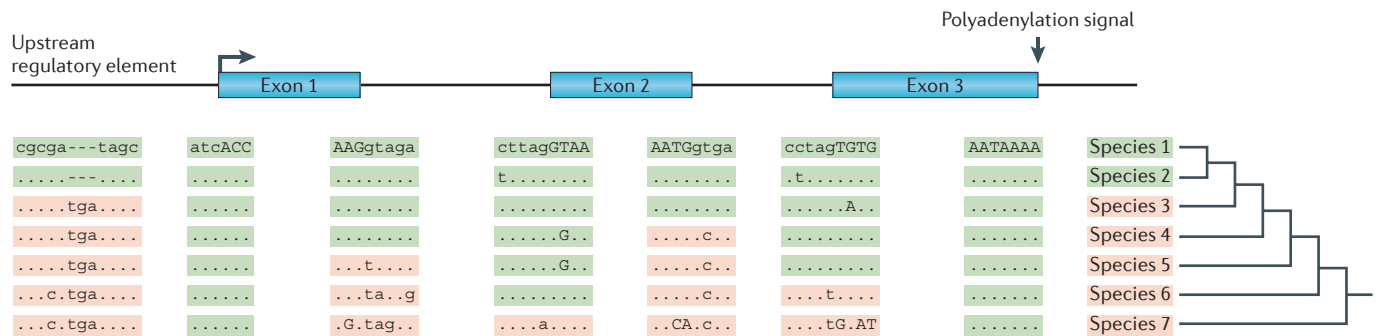 Polyadenylation signal
Upstream
regulatory element
Exon 1 Exon 2 Exon 3
cgcga---tagc atcACC AAGgtaga cttagGTAA AATGgtga cctagTGTG AATAAAA Species 1
.....---.... ...... ........ t........ ........ .t....... ....... Species 2
.....tga.... ...... ........ ......... ........ ......A.. ....... Species 3
.....tga.... ...... ........ ......G.. .....c.. ......... ....... Species 4
.....tga.... ...... ...t.... ......G.. .....c.. ......... ....... Species 5
...c.tga.... ...... ...ta..g ......... .....c.. ....t.... ....... Species 6
...c.tga.... ...... .G.tag.. ....a.... ..CA.c.. ....tG.AT ....... Species 7